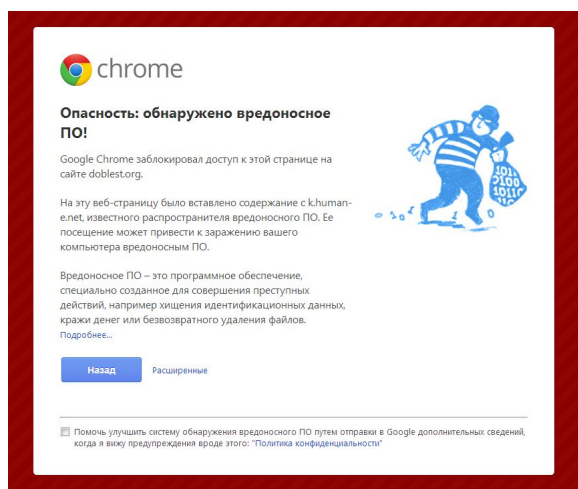 chrome
Опасность: обнаружено вредоносное
ПО!
Google Chrome заблокировал доступ к этой странице на
сайте doblest.org.
На эту веб-страницу было вставлено содержание с k.human-
e.net, известного распространителя вредоносного ПО. Ее
посещение может привести к заражению вашего
компьютера вредоносным ПО.
Вредоносное ПО – это программное обеспечение,
специально созданное для совершения преступных
действий, например хищения идентификационных данных,
кражи денег или безвозвратного удаления файлов.
Подробнее...
Назад
Расширенные
Помочь улучшить систему обнаружения вредоносного ПО путем отправки в Google дополнительных сведений,
когда я вижу предупреждения вроде этого: "Политика конфиденциальности"